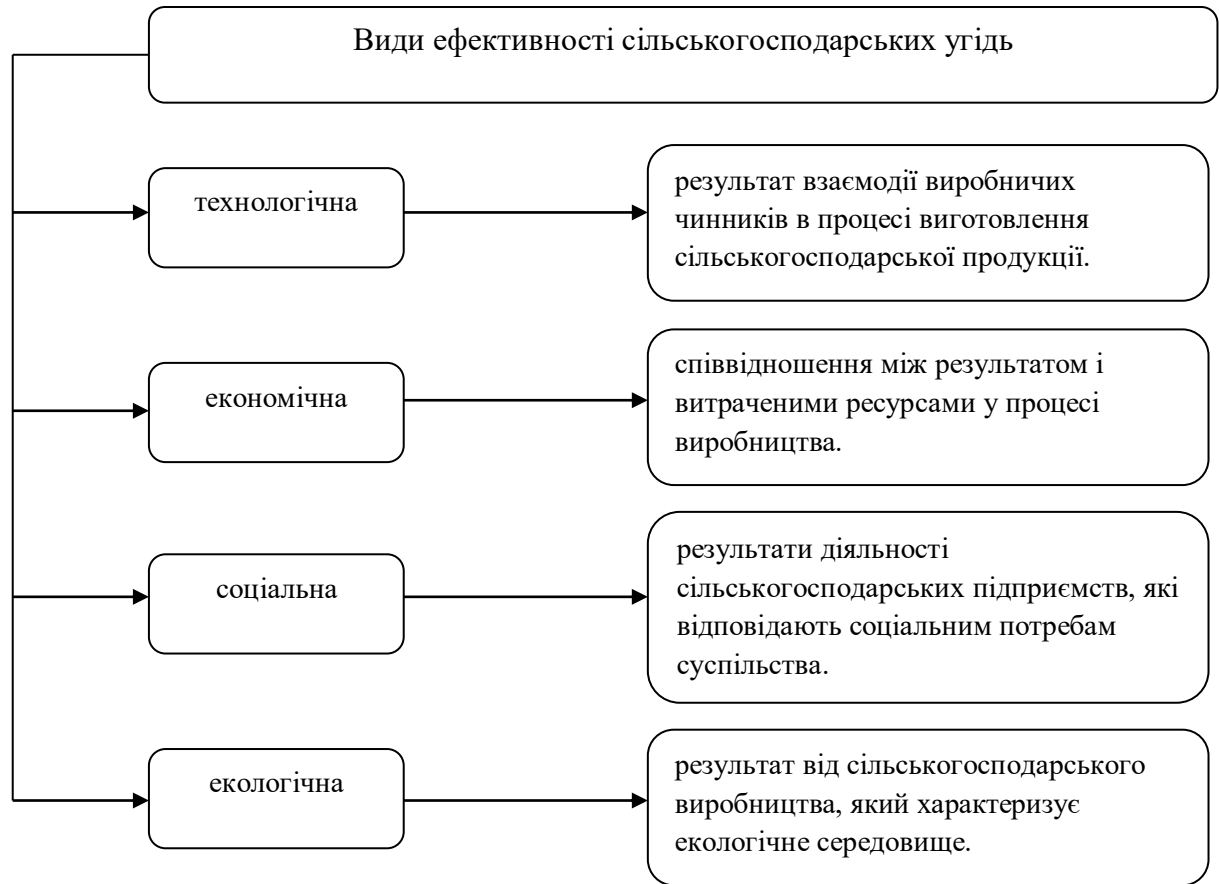 Види ефективності сільськогосподарських угідь
технологічна
результат взаємодії виробничих
чинників в процесі виготовлення
сільськогосподарської продукції.
економічна
співвідношення між результатом і
витраченими ресурсами у процесі
виробництва.
соціальна
результати діяльності
сільськогосподарських підприємств, які
відповідають соціальним потребам
суспільства.
екологічна
результат від сільськогосподарського
виробництва, який характеризує
екологічне середовище.